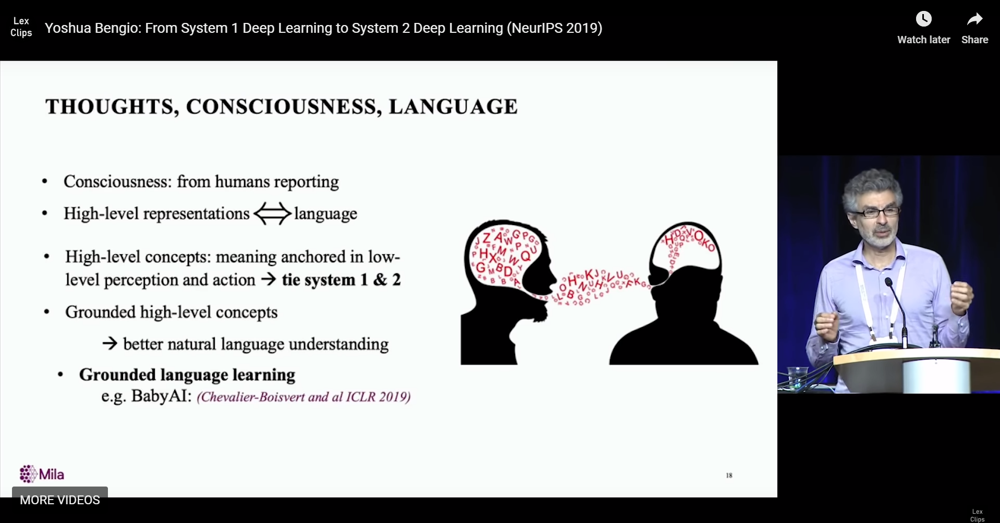 Lex
Clips
Yoshua Bengio: From System 1 Deep Learning to System 2 Deep Learning (NeurIPS 2019)
Watch later
Share
THOUGHTS, CONSCIOUSNESS, LANGUAGE
• Consciousness: from humans reporting
• High-level representations ⟺ language
• High-level concepts: meaning anchored in low-
level perception and action → tie system 1 & 2
• Grounded high-level concepts
→ better natural language understanding
• Grounded language learning
e.g. BabyAI: (Chevalier-Boisvert and al ICLR 2019)
Mila
18
MORE VIDEOS
Lex
Clips